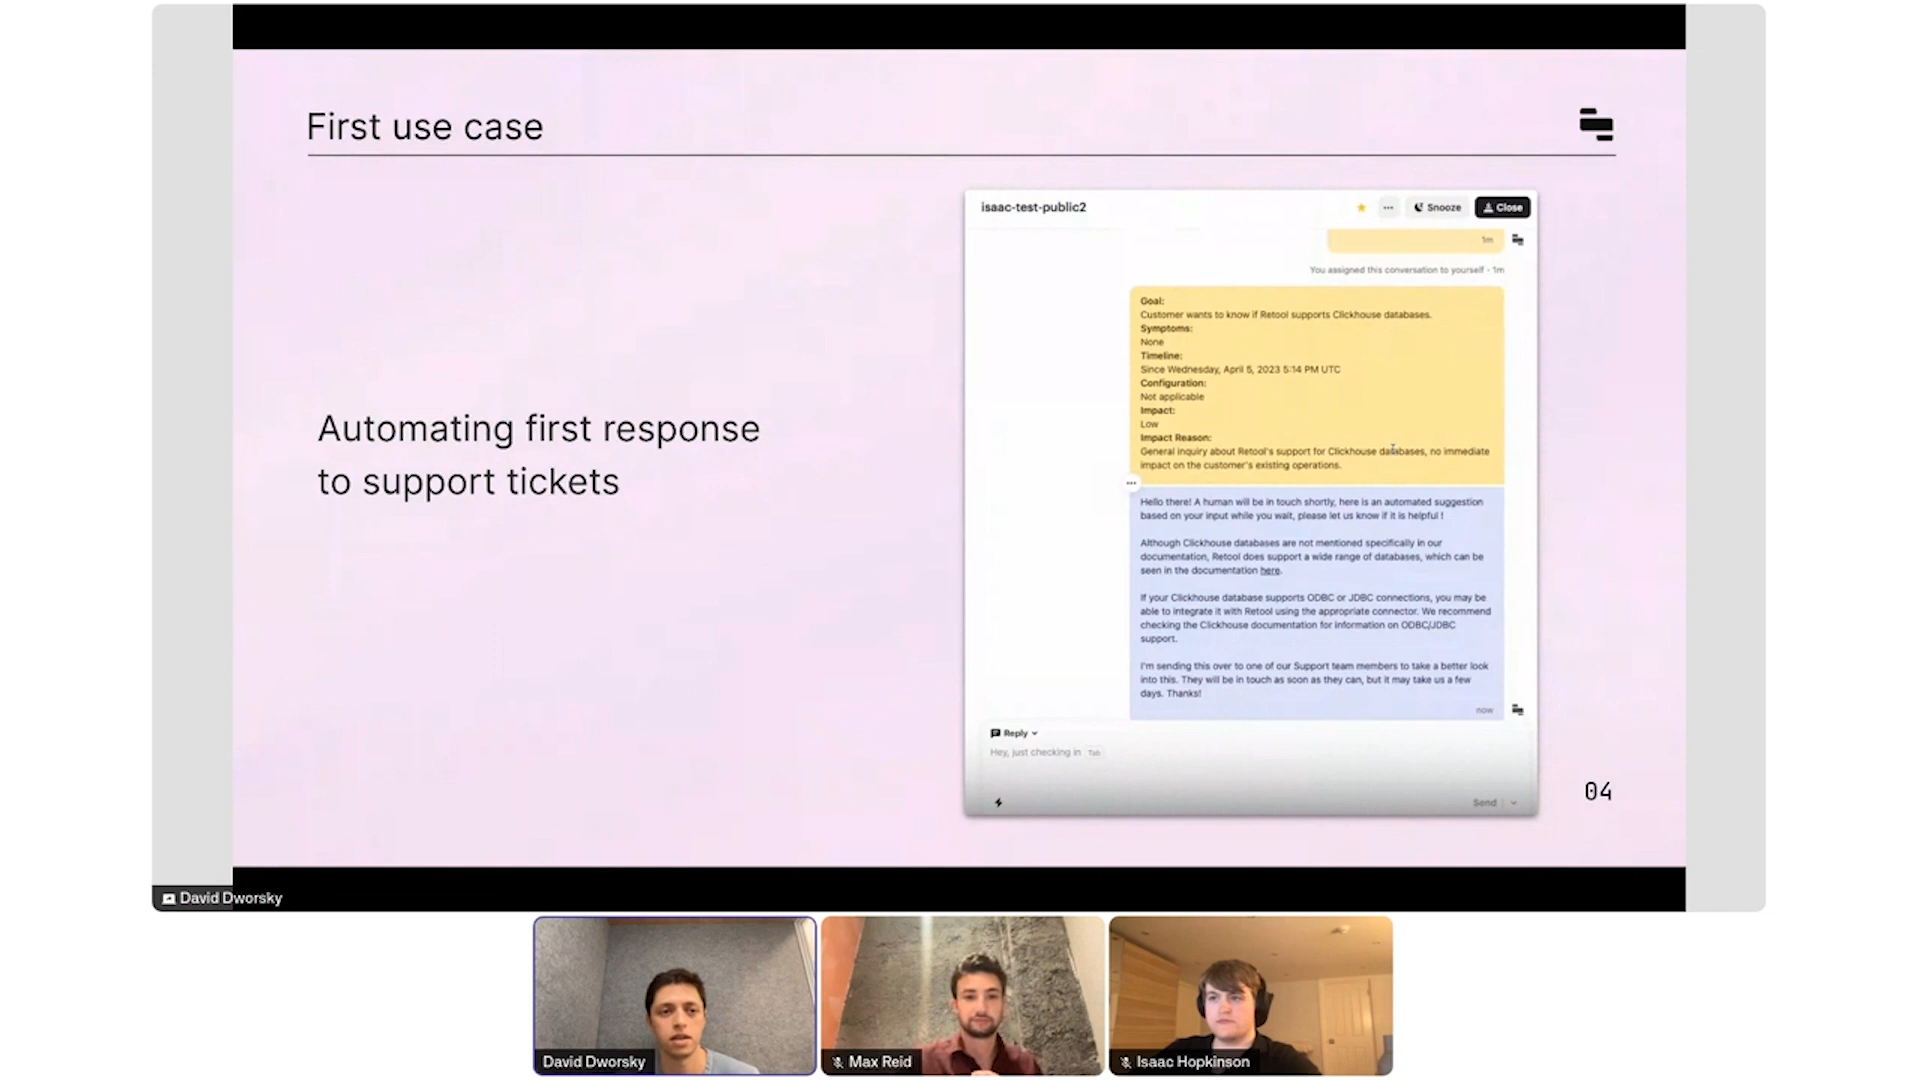 First use case
Automating first response
to support tickets
isaac-test-public2
Snooze
Close
1m
You assigned this conversation to yourself · 1m
Goal:
Customer wants to know if Retool supports Clickhouse databases.
Symptoms:
None
Timeline:
Since Wednesday, April 5, 2023 5:14 PM UTC
Configuration:
Not applicable
Impact:
Low
Impact Reason:
General inquiry about Retool's support for Clickhouse databases, no immediate
impact on the customer's existing operations.
Hello there! A human will be in touch shortly, here is an automated suggestion
based on your input while you wait, please let us know if it is helpful !
Although Clickhouse databases are not mentioned specifically in our
documentation, Retool does support a wide range of databases, which can be
seen in the documentation here.
If your Clickhouse database supports ODBC or JDBC connections, you may be
able to integrate it with Retool using the appropriate connector. We recommend
checking the Clickhouse documentation for information on ODBC/JDBC
support.
I'm sending this over to one of our Support team members to take a better look
into this. They will be in touch as soon as they can, but it may take us a few
days. Thanks!
now
Reply
Hey, just checking in Tab
Send
04
David Dworsky
David Dworsky
Max Reid
Isaac Hopkinson